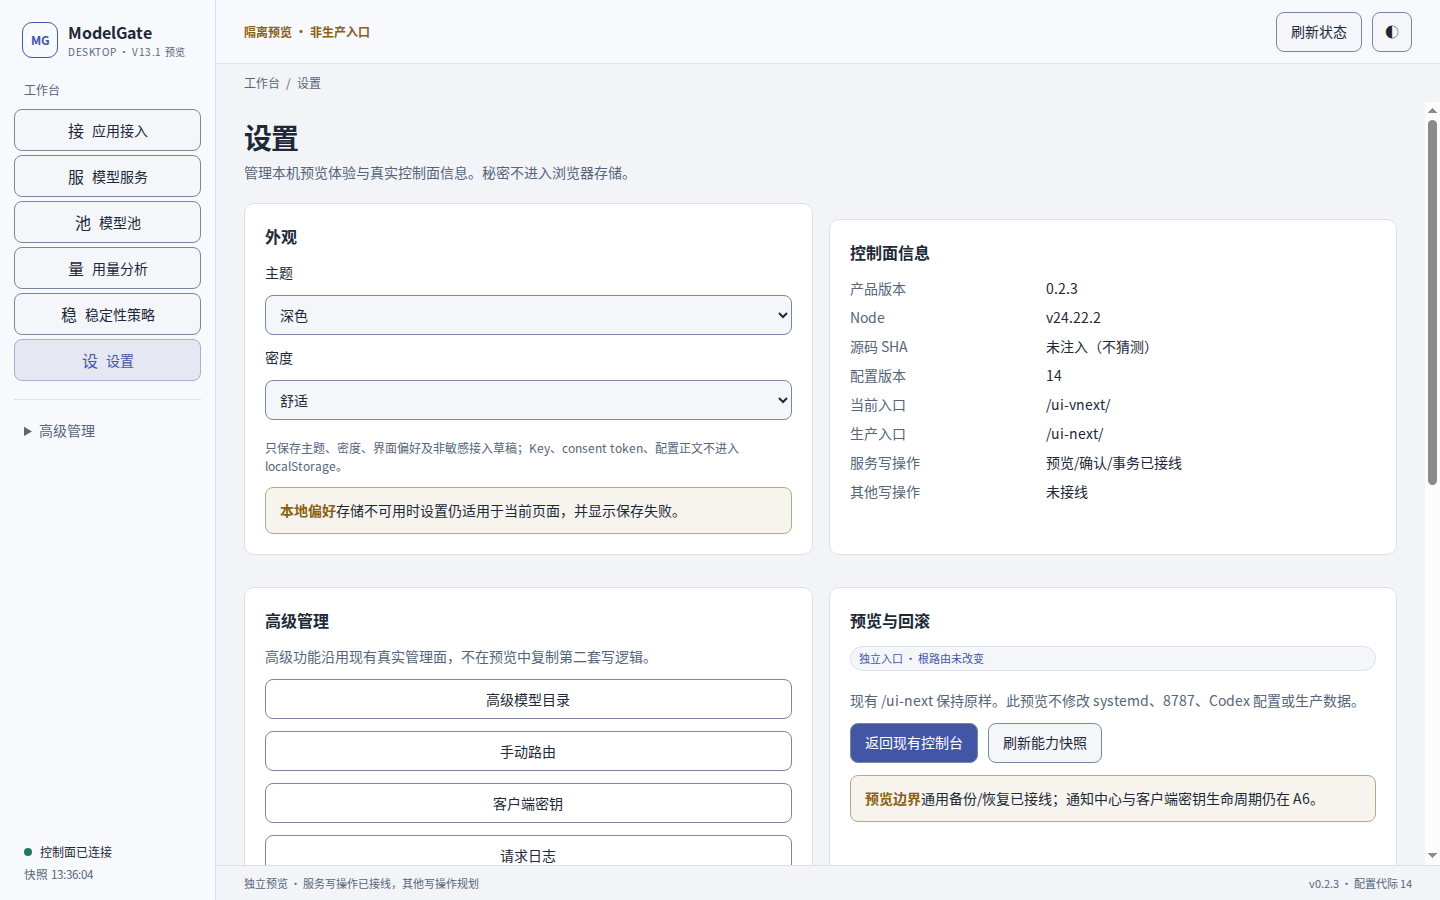 MG
ModelGate
DESKTOP · V13.1 预览
工作台
接 应用接入
服 模型服务
池 模型池
量 用量分析
稳 稳定性策略
设 设置
▶ 高级管理
控制面已连接
快照 13:36:04
隔离预览 · 非生产入口
刷新状态
工作台 / 设置
设置
管理本机预览体验与真实控制面信息。秘密不进入浏览器存储。
外观
主题
深色
密度
舒适
只保存主题、密度、界面偏好及非敏感接入草稿；Key、consent token、配置正文不进入
localStorage。
本地偏好存储不可用时设置仍适用于当前页面，并显示保存失败。
控制面信息
产品版本 0.2.3
Node v24.22.2
源码 SHA 未注入（不猜测）
配置版本 14
当前入口 /ui-vnext/
生产入口 /ui-next/
服务写操作 预览/确认/事务已接线
其他写操作 未接线
高级管理
高级功能沿用现有真实管理面，不在预览中复制第二套写逻辑。
高级模型目录
手动路由
客户端密钥
请求日志
预览与回滚
独立入口 · 根路由未改变
现有 /ui-next 保持原样。此预览不修改 systemd、8787、Codex 配置或生产数据。
返回现有控制台
刷新能力快照
预览边界通用备份/恢复已接线；通知中心与客户端密钥生命周期仍在 A6。
独立预览 · 服务写操作已接线，其他写操作规划
v0.2.3 · 配置代际 14